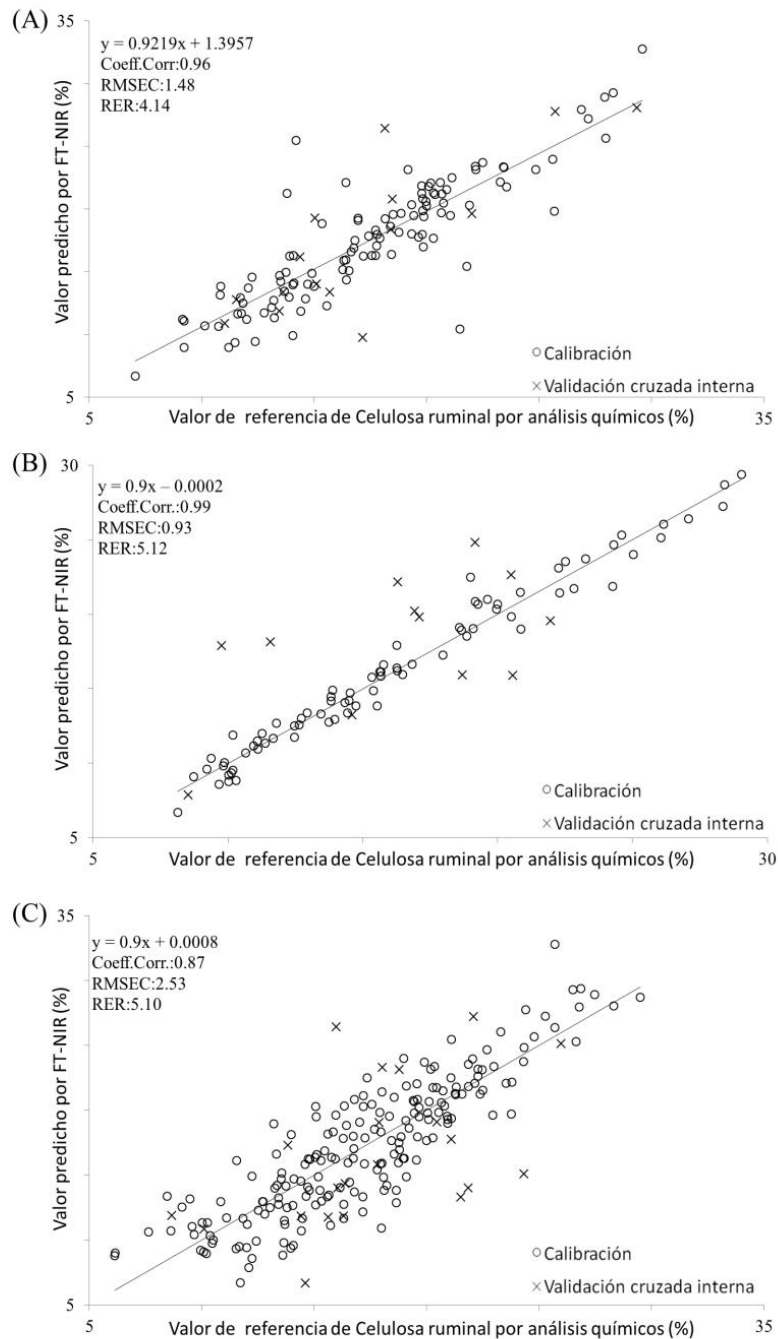 (A)
35
y = 0.9219x + 1.3957
Coeff.Corr:0.96
RMSEC:1.48
RER:4.14
Valor predicho por FT-NIR (%)
Calibración
Validación cruzada interna
5
5
35
Valor de referencia de Celulosa ruminal por análisis químicos (%)
(B)
30
y = 0.9x – 0.0002
Coeff.Corr.:0.99
RMSEC:0.93
RER:5.12
Valor predicho por FT-NIR (%)
Calibración
Validación cruzada interna
5
5
30
Valor de referencia de Celulosa ruminal por análisis químicos (%)
(C)
35
y = 0.9x + 0.0008
Coeff.Corr.:0.87
RMSEC:2.53
RER:5.10
Valor predicho por FT-NIR (%)
Calibración
Validación cruzada interna
5
5
35
Valor de referencia de Celulosa ruminal por análisis químicos (%)